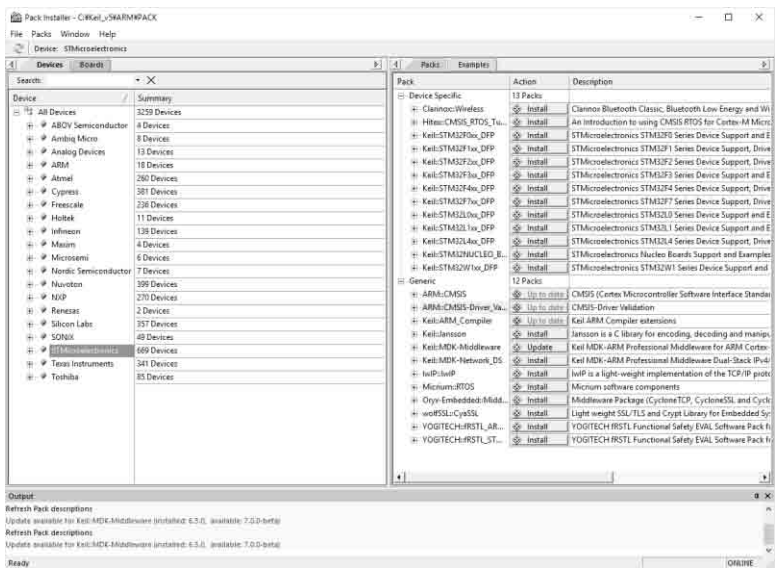 Pack Installer - C:₩Keil_v5₩ARM₩PACK
File Packs Window Help
Device: STMicroelectronics
Devices Boards
Search:
Device Summary
All Devices 3259 Devices
ABOV Semiconductor 4 Devices
Ambiq Micro 8 Devices
Analog Devices 13 Devices
ARM 18 Devices
Atmel 260 Devices
Cypress 381 Devices
Freescale 236 Devices
Holtek 11 Devices
Infineon 139 Devices
Maxim 4 Devices
Microsemi 6 Devices
Nordic Semiconductor 7 Devices
Nuvoton 399 Devices
NXP 270 Devices
Renesas 2 Devices
Silicon Labs 357 Devices
SONiX 49 Devices
STMicroelectronics 669 Devices
Texas Instruments 341 Devices
Toshiba 85 Devices
Packs Examples
Pack Action Description
Device Specific 13 Packs
Clarinox::Wireless Install Clarinox Bluetooth Classic, Bluetooth Low Energy and Wi
Hitex::CMSIS_RTOS_Tu... Install An Introduction to using CMSIS RTOS for Cortex-M Micro
Keil::STM32F0xx_DFP Install STMicroelectronics STM32F0 Series Device Support and E
Keil::STM32F1xx_DFP Install STMicroelectronics STM32F1 Series Device Support, Drive
Keil::STM32F2xx_DFP Install STMicroelectronics STM32F2 Series Device Support, Drive
Keil::STM32F3xx_DFP Install STMicroelectronics STM32F3 Series Device Support and E
Keil::STM32F4xx_DFP Install STMicroelectronics STM32F4 Series Device Support, Drive
Keil::STM32F7xx_DFP Install STMicroelectronics STM32F7 Series Device Support, Drive
Keil::STM32L0xx_DFP Install STMicroelectronics STM32L0 Series Device Support and E
Keil::STM32L1xx_DFP Install STMicroelectronics STM32L1 Series Device Support and E
Keil::STM32L4xx_DFP Install STMicroelectronics STM32L4 Series Device Support, Drive
Keil::STM32NUCLEO_B... Install STMicroelectronics Nucleo Boards Support and Examples
Keil::STM32W1xx_DFP Install STMicroelectronics STM32W1 Series Device Support and
Generic 12 Packs
ARM::CMSIS Up to date CMSIS (Cortex Microcontroller Software Interface Standar
ARM::CMSIS-Driver_Va... Up to date CMSIS-Driver Validation
Keil::ARM_Compiler Up to date Keil ARM Compiler extensions
Keil::Jansson Install Jansson is a C library for encoding, decoding and manipu
Keil::MDK-Middleware Update Keil MDK-ARM Professional Middleware for ARM Cortex-
Keil::MDK-Network_DS Install Keil MDK-ARM Professional Middleware Dual-Stack IPv4/
lwIP::lwIP Install lwIP is a light-weight implementation of the TCP/IP proto
Micrium::RTOS Install Micrium software components
Oryx-Embedded::Midd... Install Middleware Package (CycloneTCP, CycloneSSL and Cyclo
wolfSSL::CyaSSL Install Light weight SSL/TLS and Crypt Library for Embedded Sy
YOGITECH::fRSTL_AR... Install YOGITECH fRSTL Functional Safety EVAL Software Pack fo
YOGITECH::fRSTL_ST... Install YOGITECH fRSTL Functional Safety EVAL Software Pack fo
Output
Refresh Pack descriptions
Update available for Keil::MDK-Middleware (installed: 6.5.0, available: 7.0.0-beta)
Refresh Pack descriptions
Update available for Keil::MDK-Middleware (installed: 6.5.0, available: 7.0.0-beta)
Ready ONLINE